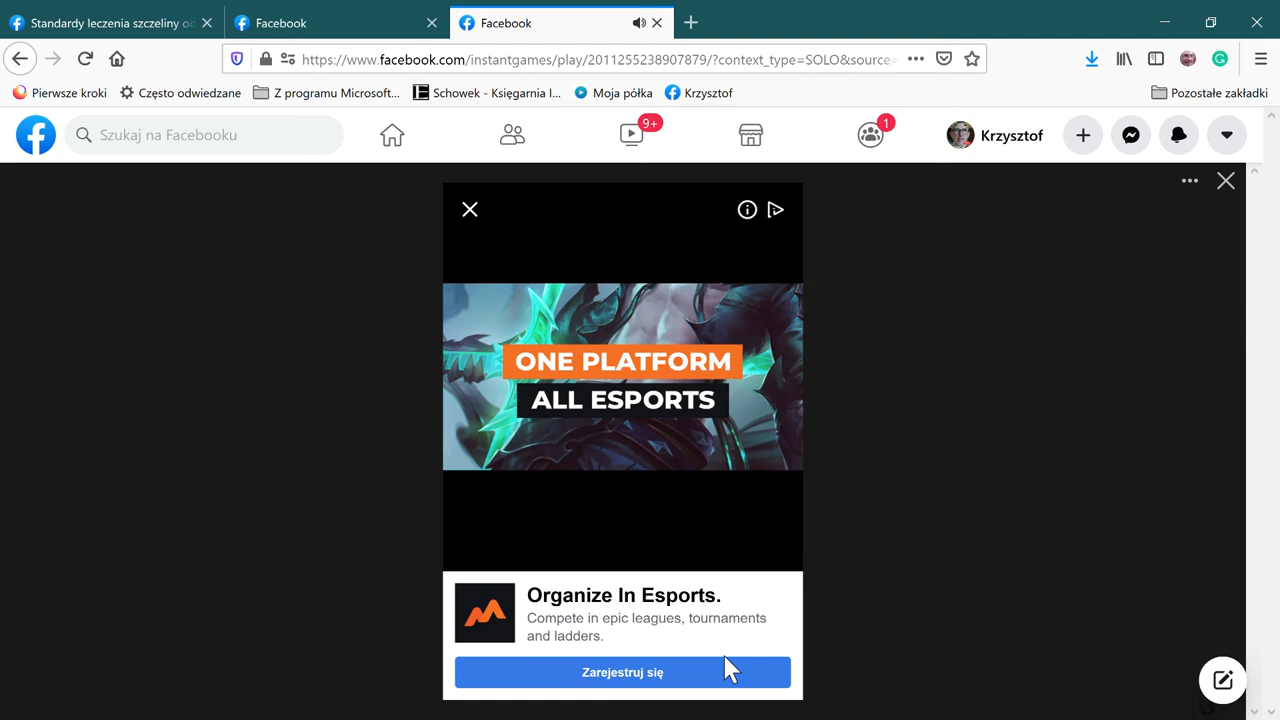 Standardy leczenia szczeliny od
Facebook
Facebook
https://www.facebook.com/instantgames/play/2011255238907879/?context_type=SOLO&source=
Pierwsze kroki
Często odwiedzane
Z programu Microsoft...
Schowek - Księgarnia I...
Moja półka
Krzysztof
Pozostałe zakładki
Szukaj na Facebooku
9+
1
Krzysztof
ONE PLATFORM
ALL ESPORTS
Organize In Esports.
Compete in epic leagues, tournaments
and ladders.
Zarejestruj się